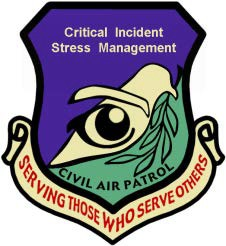 Critical Incident
Stress Management
CIVIL AIR PATROL
SERVING THOSE WHO SERVE OTHERS